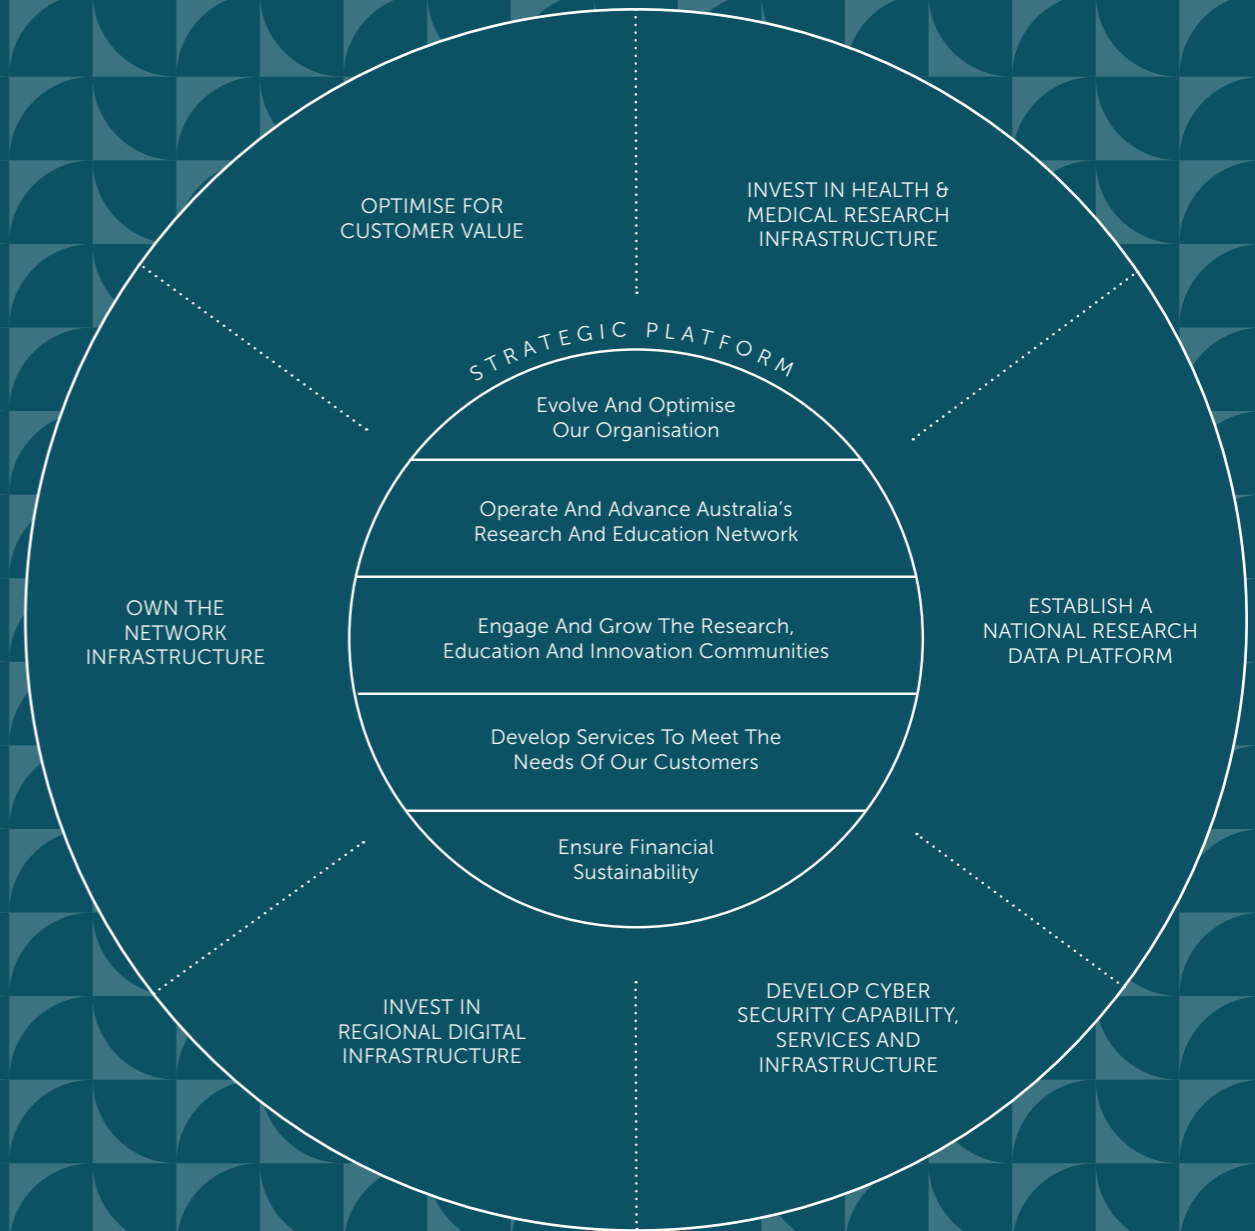 OPTIMISE FOR
CUSTOMER VALUE
INVEST IN HEALTH &
MEDICAL RESEARCH
INFRASTRUCTURE
STRATEGIC PLATFORM
Evolve And Optimise
Our Organisation
Operate And Advance Australia’s
Research And Education Network
Engage And Grow The Research,
Education And Innovation Communities
Develop Services To Meet The
Needs Of Our Customers
Ensure Financial
Sustainability
OWN THE
NETWORK
INFRASTRUCTURE
ESTABLISH A
NATIONAL RESEARCH
DATA PLATFORM
INVEST IN
REGIONAL DIGITAL
INFRASTRUCTURE
DEVELOP CYBER
SECURITY CAPABILITY,
SERVICES AND
INFRASTRUCTURE